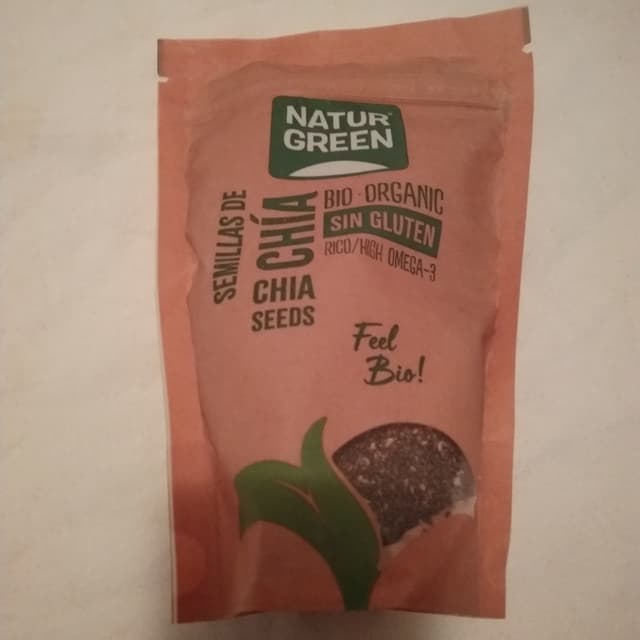 NATUR®
GREEN
SEMILLAS DE
CHÍA
CHIA
SEEDS
BIO · ORGANIC
SIN GLUTEN
RICO/HIGH OMEGA-3
Feel
Bio!